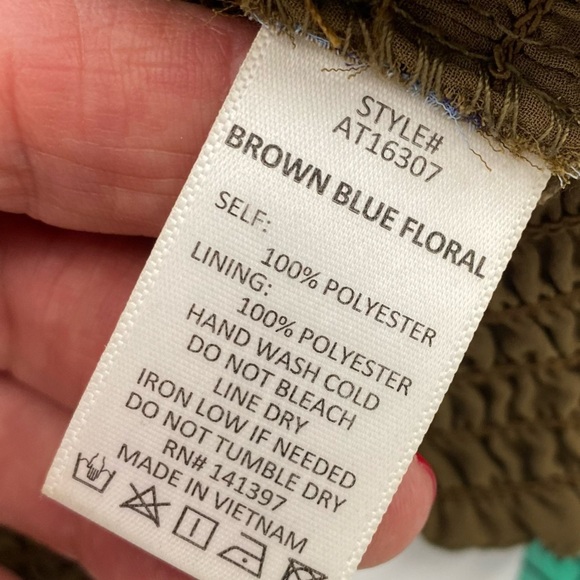 STYLE#
AT16307
BROWN BLUE FLORAL
SELF:
100% POLYESTER
LINING:
100% POLYESTER
HAND WASH COLD
DO NOT BLEACH
LINE DRY
IRON LOW IF NEEDED
DO NOT TUMBLE DRY
RN# 141397
MADE IN VIETNAM